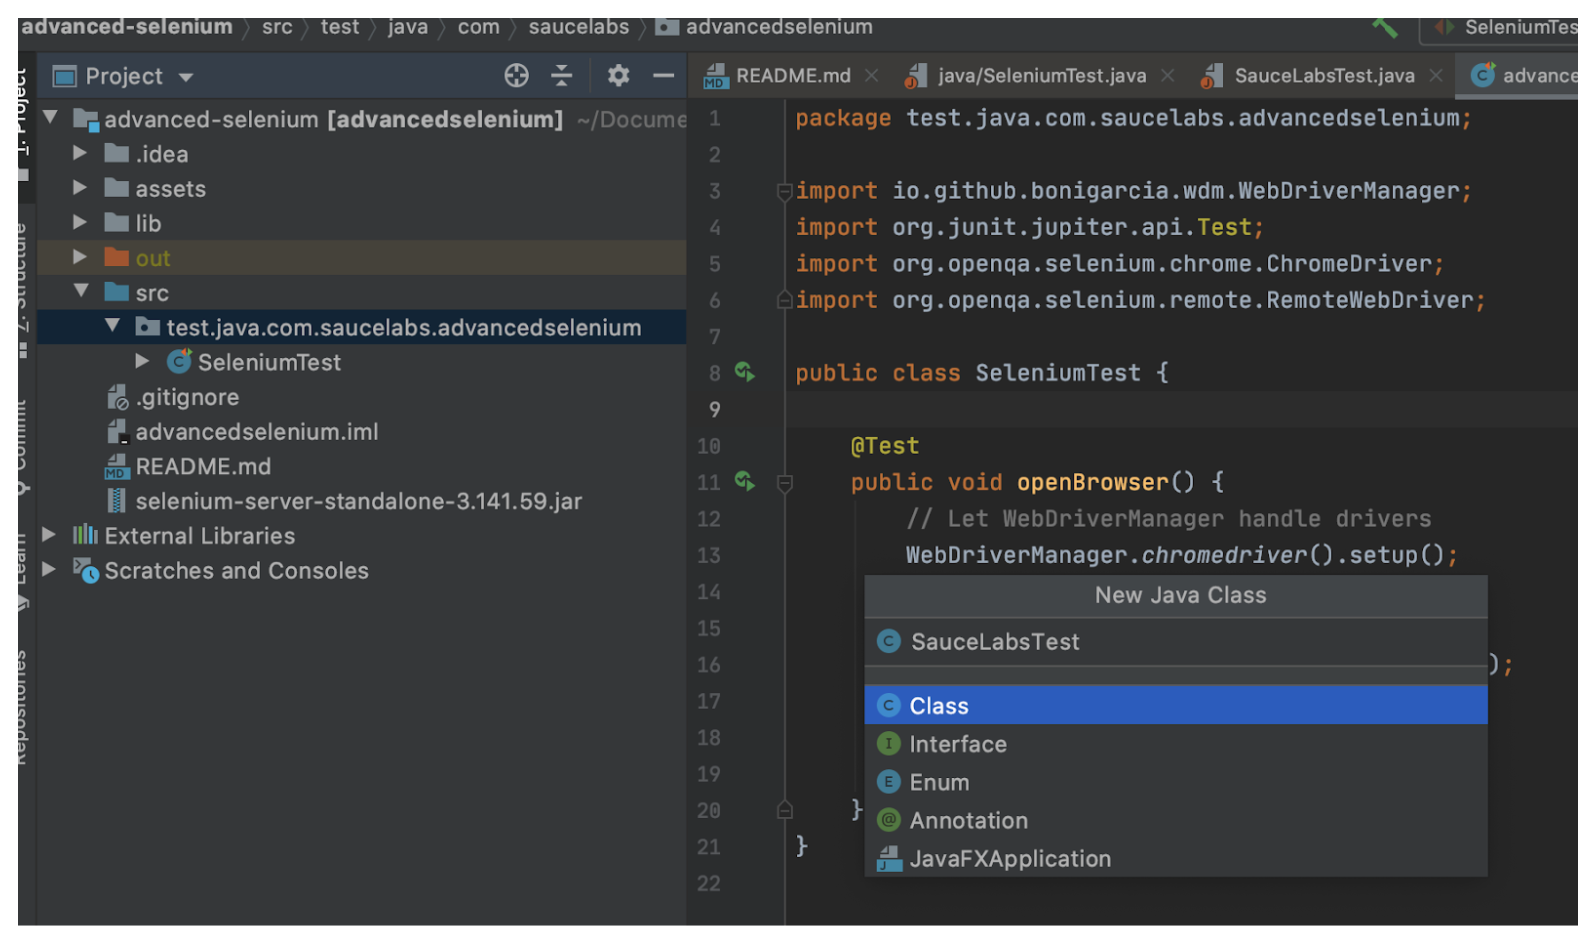 advanced-selenium 〉 src 〉 test 〉 java 〉 com 〉 saucelabs 〉 advancedselenium
SeleniumTes
Project
README.md
java/SeleniumTest.java
SauceLabsTest.java
advance
1: Project
Z: Structure
Commit
Learn
Repositories
advanced-selenium [advancedselenium] ~/Docume
.idea
assets
lib
out
src
test.java.com.saucelabs.advancedselenium
SeleniumTest
.gitignore
advancedselenium.iml
MD README.md
selenium-server-standalone-3.141.59.jar
External Libraries
Scratches and Consoles
1 package test.java.com.saucelabs.advancedselenium;
2
3 import io.github.bonigarcia.wdm.WebDriverManager;
4 import org.junit.jupiter.api.Test;
5 import org.openqa.selenium.chrome.ChromeDriver;
6 import org.openqa.selenium.remote.RemoteWebDriver;
7
8 public class SeleniumTest {
9
10 @Test
11 public void openBrowser() {
12 // Let WebDriverManager handle drivers
13 WebDriverManager.chromedriver().setup();
14
15
16 );
17
18
19
20 }
21 }
22
New Java Class
SauceLabsTest
Class
Interface
Enum
Annotation
JavaFXApplication